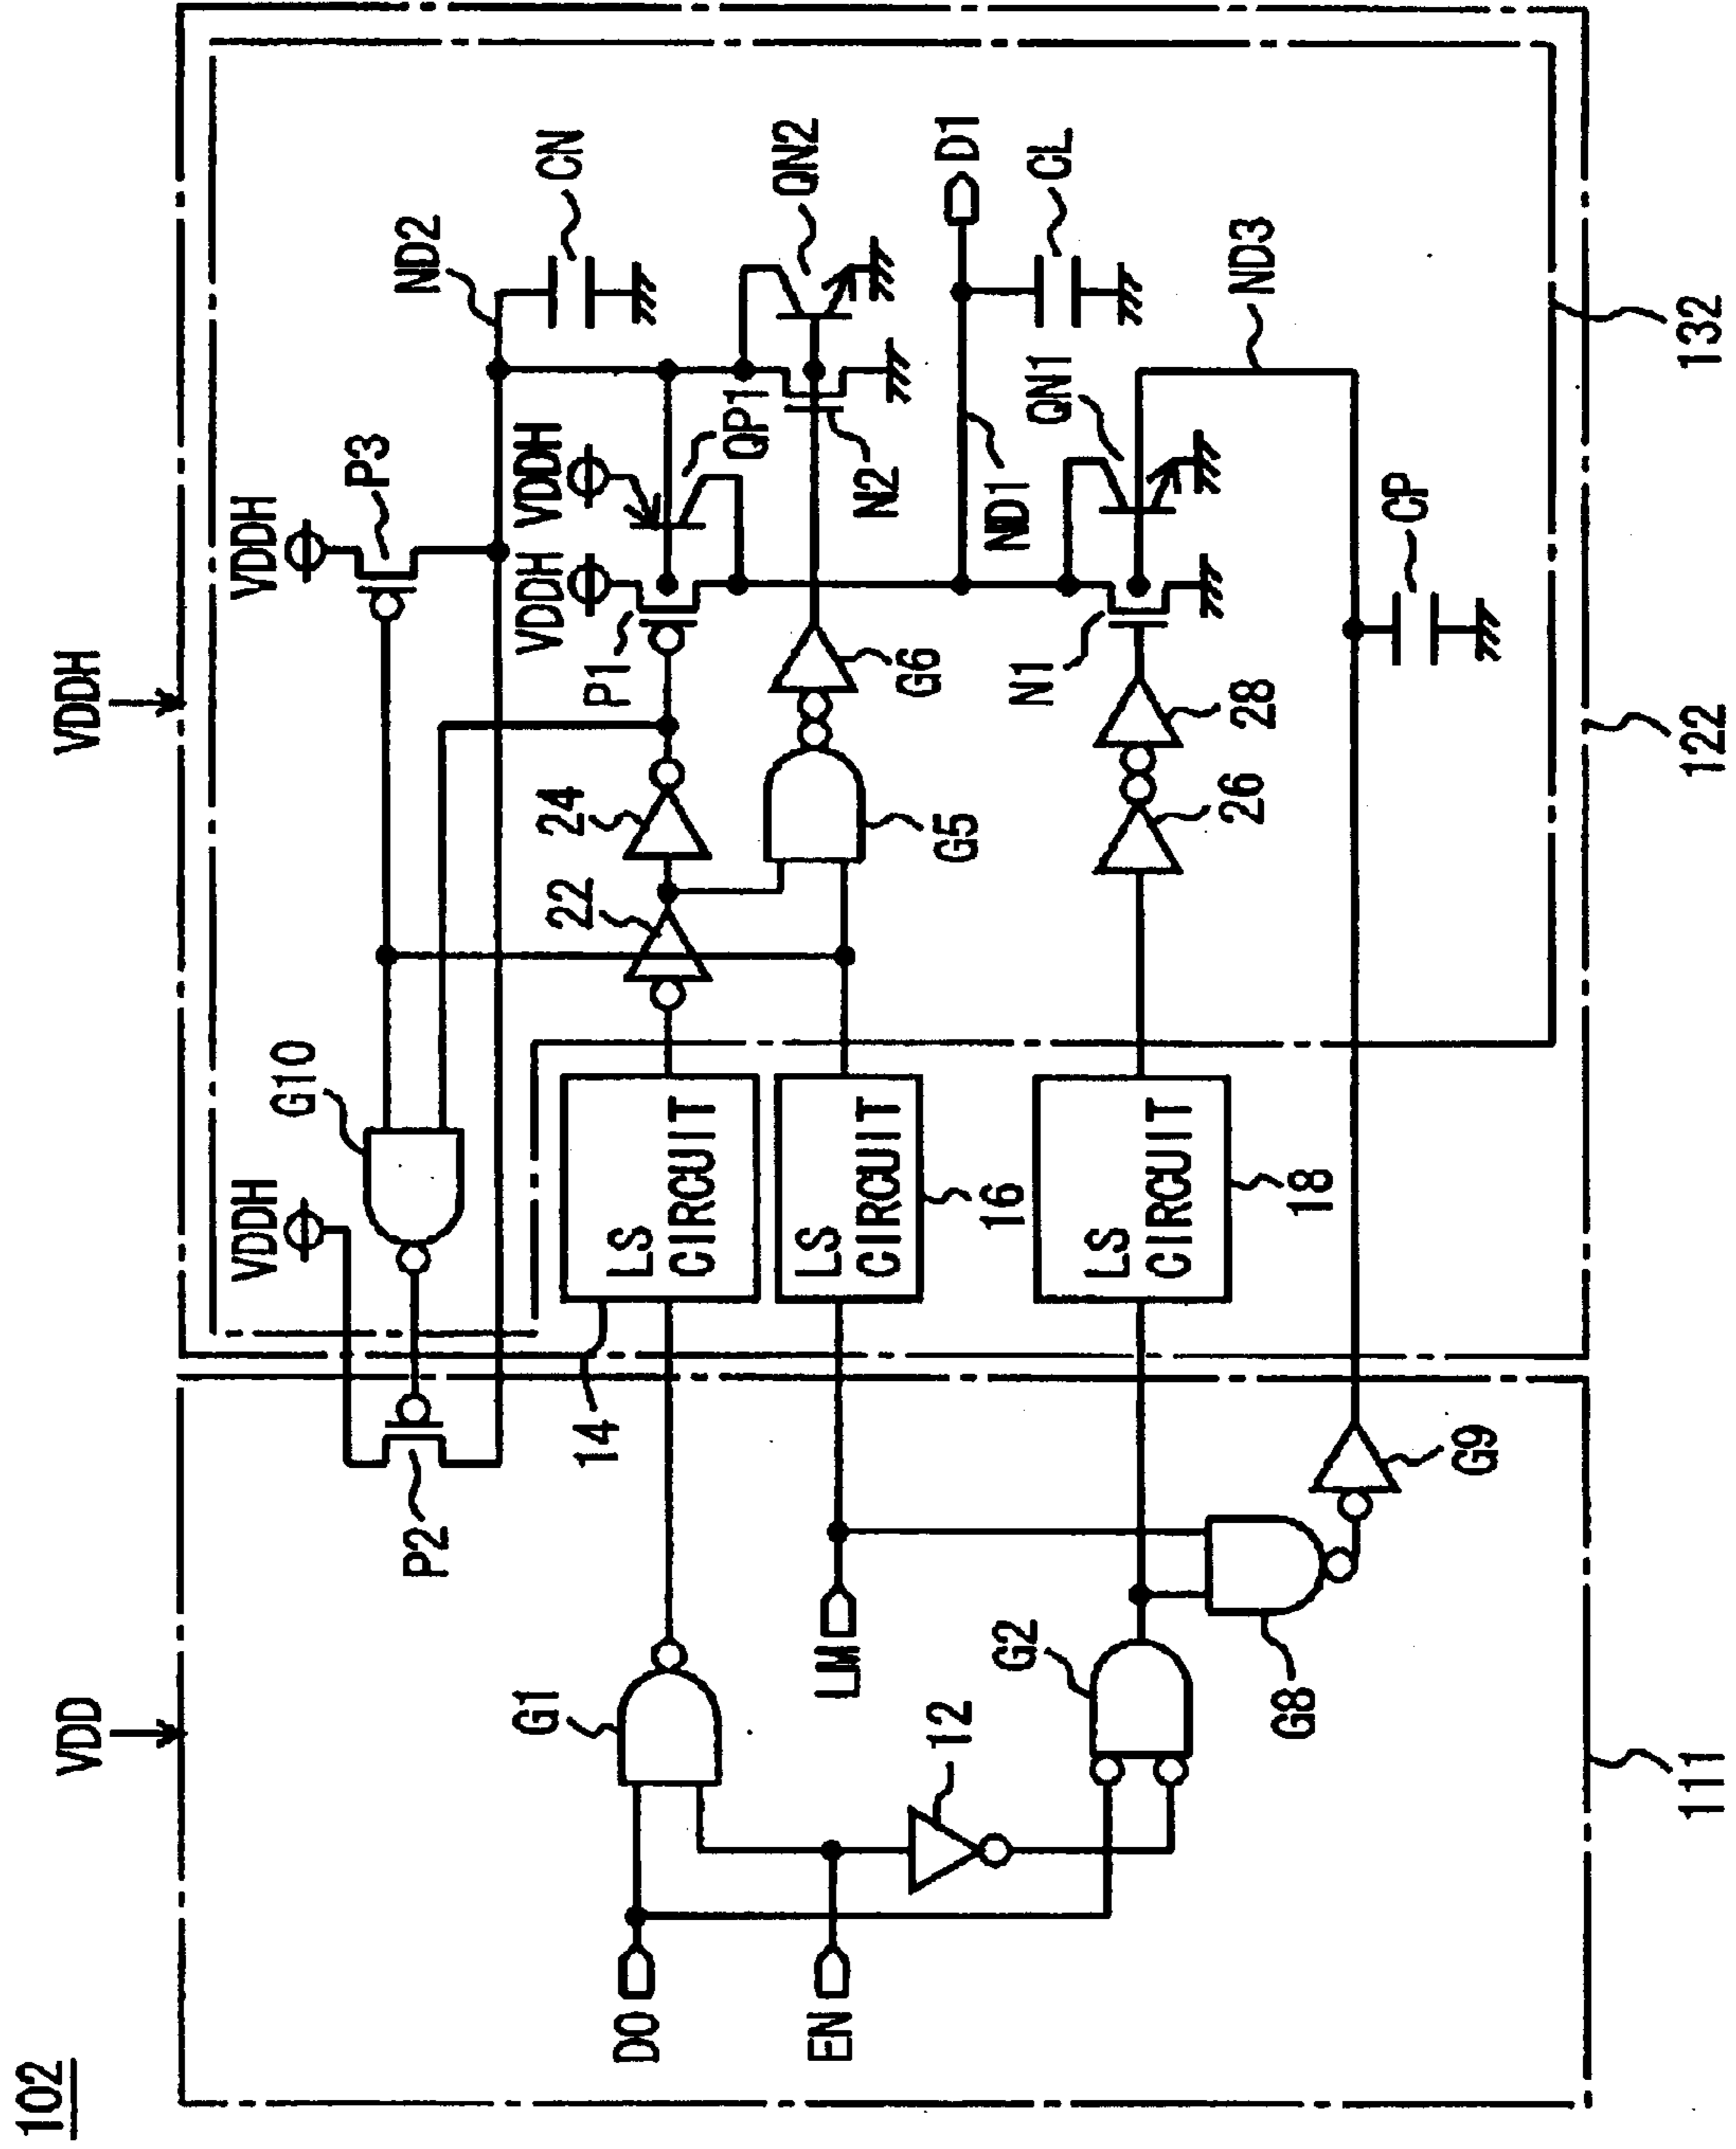 102
VDD
VDDH
P2
VDDH
G10
VDDH
P3
ND2
CN
14
LS
CIRCUIT
22
24
P1
VDDH
VDDH
QP1
QN2
DO
G1
EN
LM
LS
CIRCUIT
16
G5
G6
N2
D1
12
G2
LS
CIRCUIT
18
26
28
N1
ND1
QN1
CL
G8
G9
CP
ND3
111
122
132